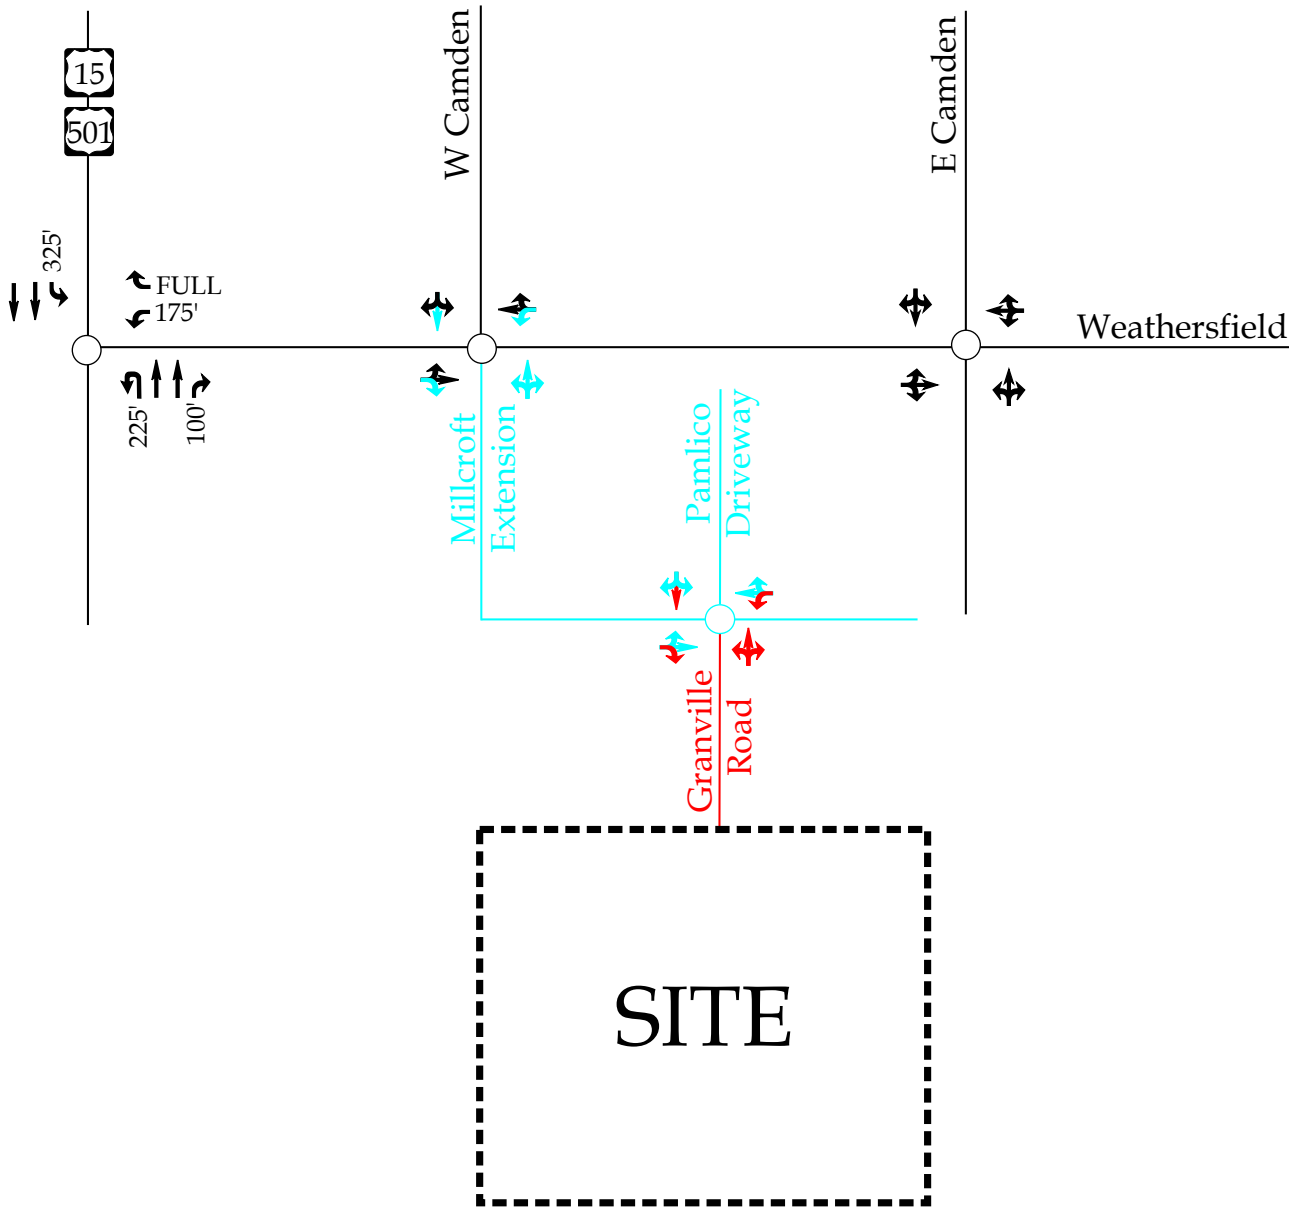 15
501
W Camden
E Camden
325'
FULL
175'
Weathersfield
225'
100'
Millcroft
Extension
Pamlico
Driveway
Granville
Road
SITE